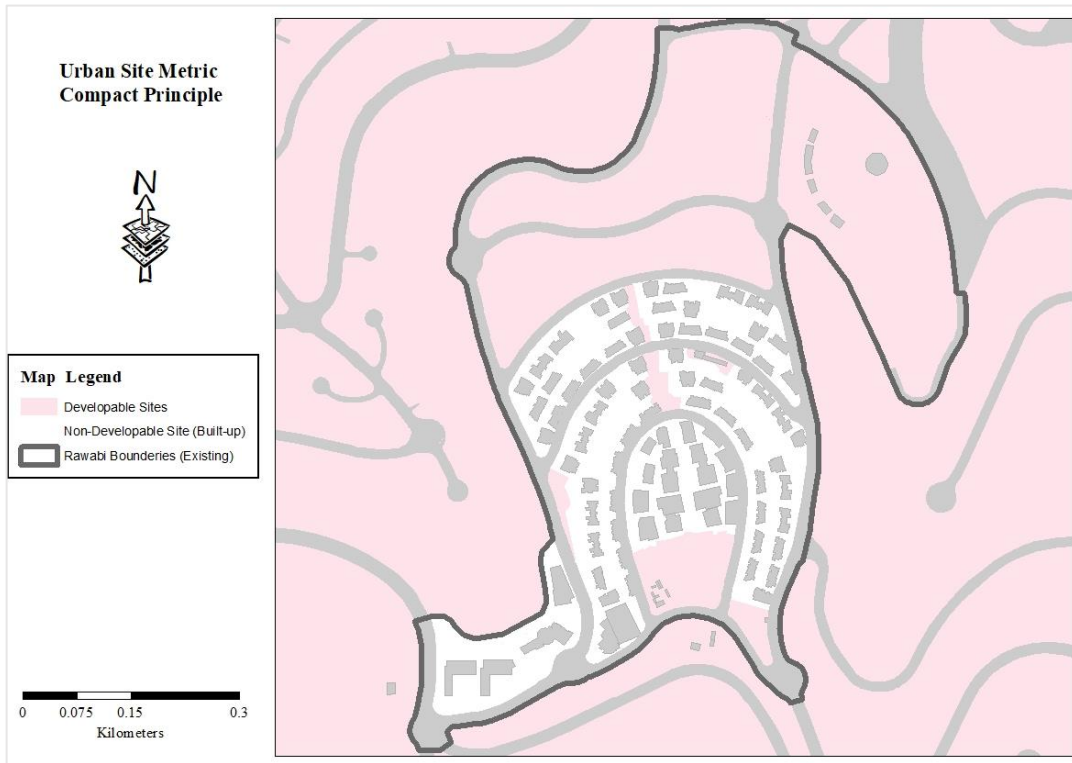 Urban Site Metric
Compact Principle
N
Map Legend
Developable Sites
Non-Developable Site (Built-up)
Rawabi Bounderies (Existing)
0 0.075 0.15 0.3
Kilometers